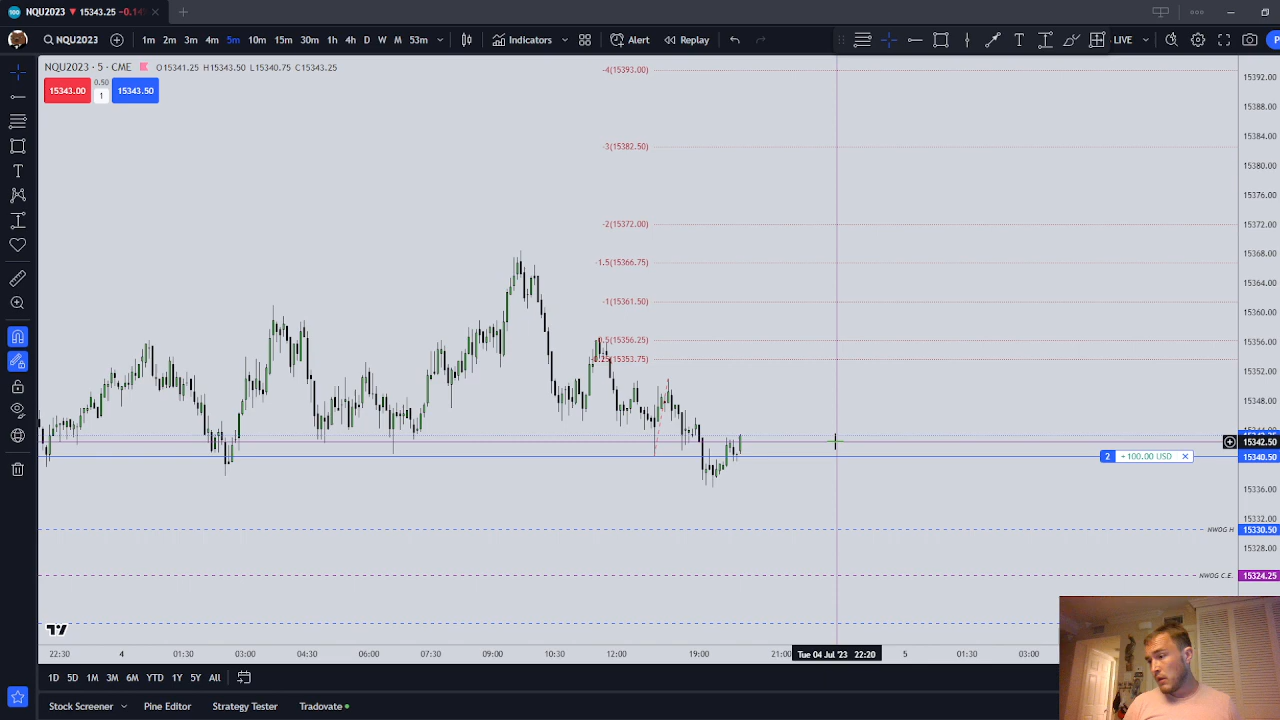 NQU2023 15343.25 -0.14
NQU2023 1m 2m 3m 4m 5m 10m 15m 30m 1h 4h D W M 53m Indicators Alert Replay LIVE
NQU2023 · 5 · CME O15341.25 H15343.50 L15340.75 C15343.25
15343.00 0.50 1 15343.50
-4(15393.00)
-3(15382.50)
-2(15372.00)
-1.5(15366.75)
-1(15361.50)
-0.5(15356.25)
-0.25(15353.75)
15392.00
15388.00
15384.00
15380.00
15376.00
15372.00
15368.00
15364.00
15360.00
15356.00
15352.00
15348.00
15342.50
2 +100.00 USD 15340.50
15336.00
15332.00
NWOG H 15330.50
15328.00
NWOG C.E. 15324.25
22:30 4 01:30 03:00 04:30 06:00 07:30 09:00 10:30 12:00 19:00 21:00 Tue 04 Jul '23 22:20 5 01:30 03:00
1D 5D 1M 3M 6M YTD 1Y 5Y All
Stock Screener Pine Editor Strategy Tester Tradovate